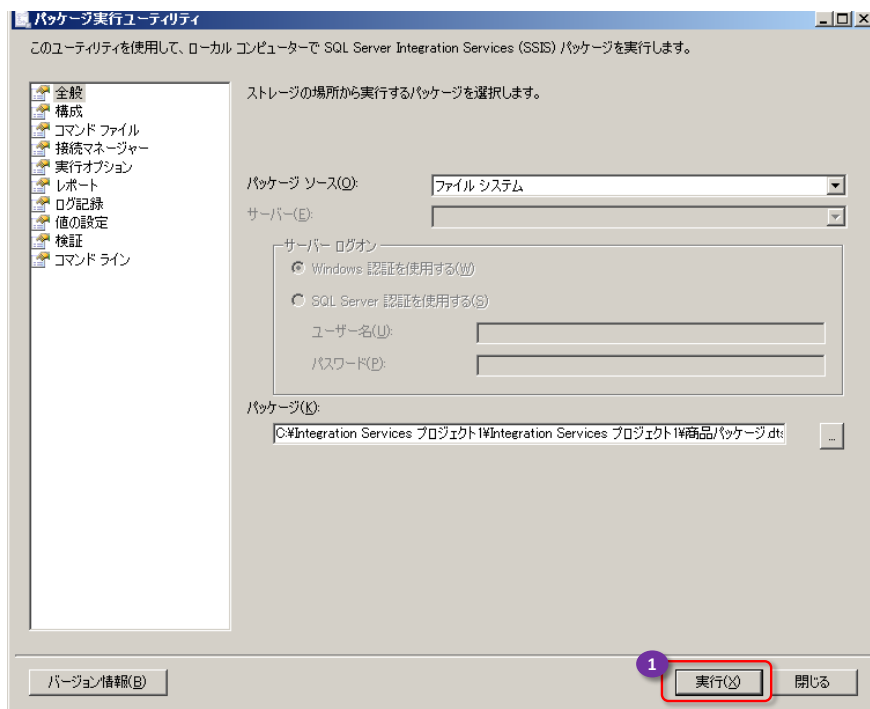 パッケージ実行ユーティリティ
このユーティリティを使用して、ローカル コンピューターで SQL Server Integration Services (SSIS) パッケージを実行します。
全般
構成
コマンド ファイル
接続マネージャー
実行オプション
レポート
ログ記録
値の設定
検証
コマンド ライン
ストレージの場所から実行するパッケージを選択します。
パッケージ ソース(O):
ファイル システム
サーバー(E):
サーバー ログオン
Windows 認証を使用する(W)
SQL Server 認証を使用する(S)
ユーザー名(U):
パスワード(P):
パッケージ(K):
C:¥Integration Services プロジェクト1¥Integration Services プロジェクト1¥商品パッケージ.dts
...
バージョン情報(B)
1
実行(X)
閉じる